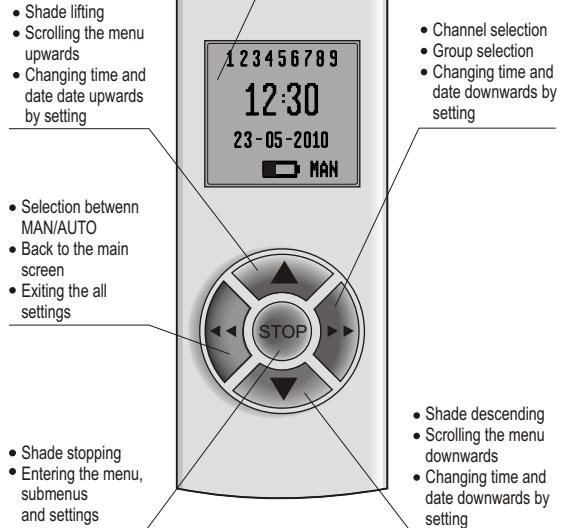 • Shade lifting
• Scrolling the menu
upwards
• Changing time and
date date upwards
by setting
• Channel selection
• Group selection
• Changing time and
date downwards by
setting
123456789
12:30
23-05-2010
MAN
• Selection betwenn
MAN/AUTO
• Back to the main
screen
• Exiting the all
settings
STOP
• Shade stopping
• Entering the menu,
submenus
and settings
• Shade descending
• Scrolling the menu
downwards
• Changing time and
date downwards by
setting